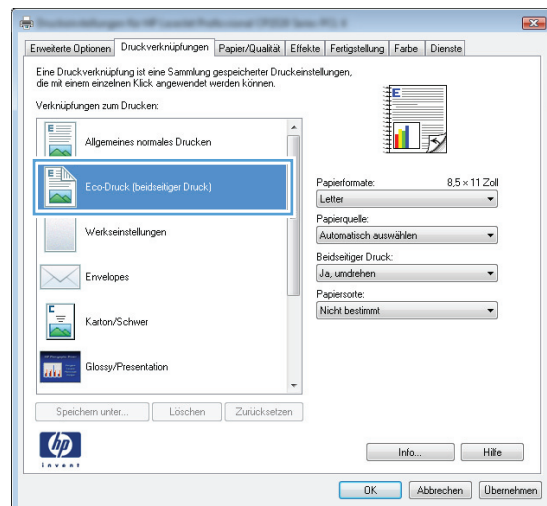 Erweiterte Optionen Druckverknüpfungen Papier/Qualität Effekte Fertigstellung Farbe Dienste
Eine Druckverknüpfung ist eine Sammlung gespeicherter Druckeinstellungen,
die mit einem einzelnen Klick angewendet werden können.
Verknüpfungen zum Drucken:
Allgemeines normales Drucken
Eco-Druck (beidseitiger Druck)
Werkseinstellungen
Envelopes
Karton/Schwer
Glossy/Presentation
Papierformate: 8,5 × 11 Zoll
Letter
Papierquelle:
Automatisch auswählen
Beidseitiger Druck:
Ja, umdrehen
Papiersorte:
Nicht bestimmt
Speichern unter... Löschen Zurücksetzen
hp
invent
Info... Hilfe
OK Abbrechen Übernehmen